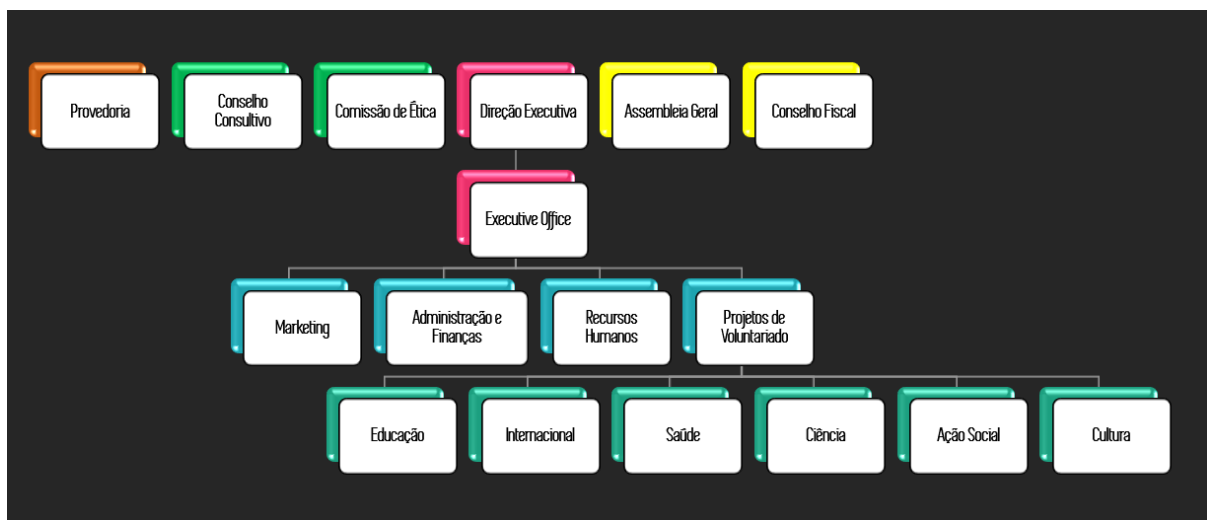 Provedoria
Conselho
Consultivo
Comissão de Ética
Direção Executiva
Assembleia Geral
Conselho Fiscal
Executive Office
Marketing
Administração e
Finanças
Recursos
Humanos
Projetos de
Voluntariado
Educação
Internacional
Saúde
Ciência
Ação Social
Cultura